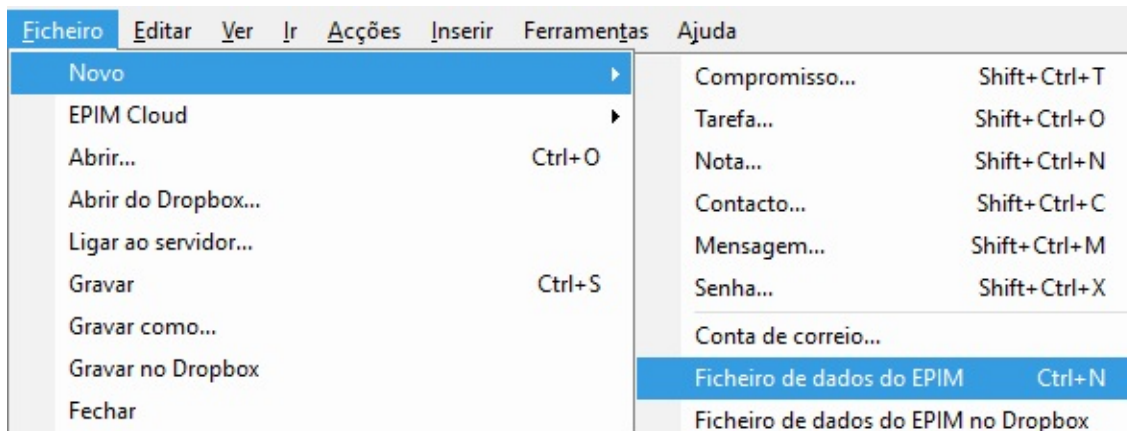 Ficheiro Editar Ver Ir Acções Inserir Ferramentas Ajuda
Novo
EPIM Cloud
Abrir... Ctrl+O
Abrir do Dropbox...
Ligar ao servidor...
Gravar Ctrl+S
Gravar como...
Gravar no Dropbox
Fechar
Compromisso... Shift+Ctrl+T
Tarefa... Shift+Ctrl+O
Nota... Shift+Ctrl+N
Contacto... Shift+Ctrl+C
Mensagem... Shift+Ctrl+M
Senha... Shift+Ctrl+X
Conta de correio...
Ficheiro de dados do EPIM Ctrl+N
Ficheiro de dados do EPIM no Dropbox